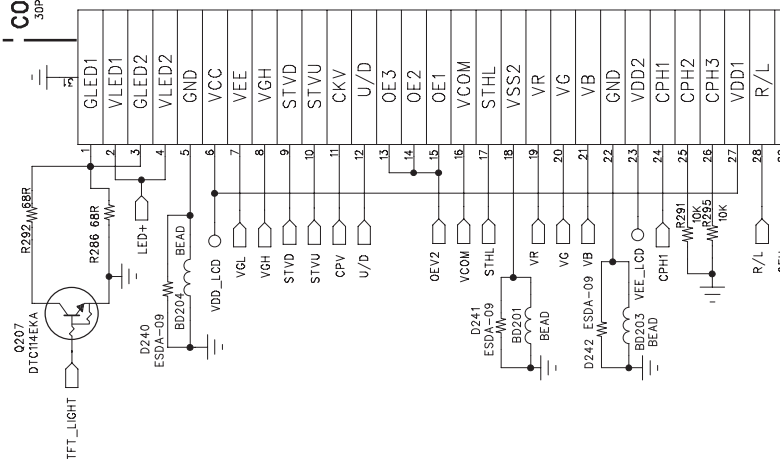 CO
30P
31
GLED1
VLED1
GLED2
VLED2
GND
VCC
VEE
VGH
STVD
STVU
CKV
U/D
OE3
OE2
OE1
VCOM
STHL
VSS2
VR
VG
VB
GND
VDD2
CPH1
CPH2
CPH3
VDD1
R/L
1
2
3
4
5
6
7
8
9
10
11
12
13
14
15
16
17
18
19
20
21
22
23
24
25
26
27
28
R292 68R
R286 68R
LED+
BEAD
BD204
D240
ESDA-09
VDD_LCD
VGL
VGH
STVD
STVU
CPV
U/D
OEV2
VCOM
STHL
D241
ESDA-09
BD201
BEAD
VR
VG
VB
D242 ESDA-09
BD203
BEAD
VEE_LCD
CPH1
R291
10K
R295
10K
R/L
Q207
DTC114EKA
TFT_LIGHT